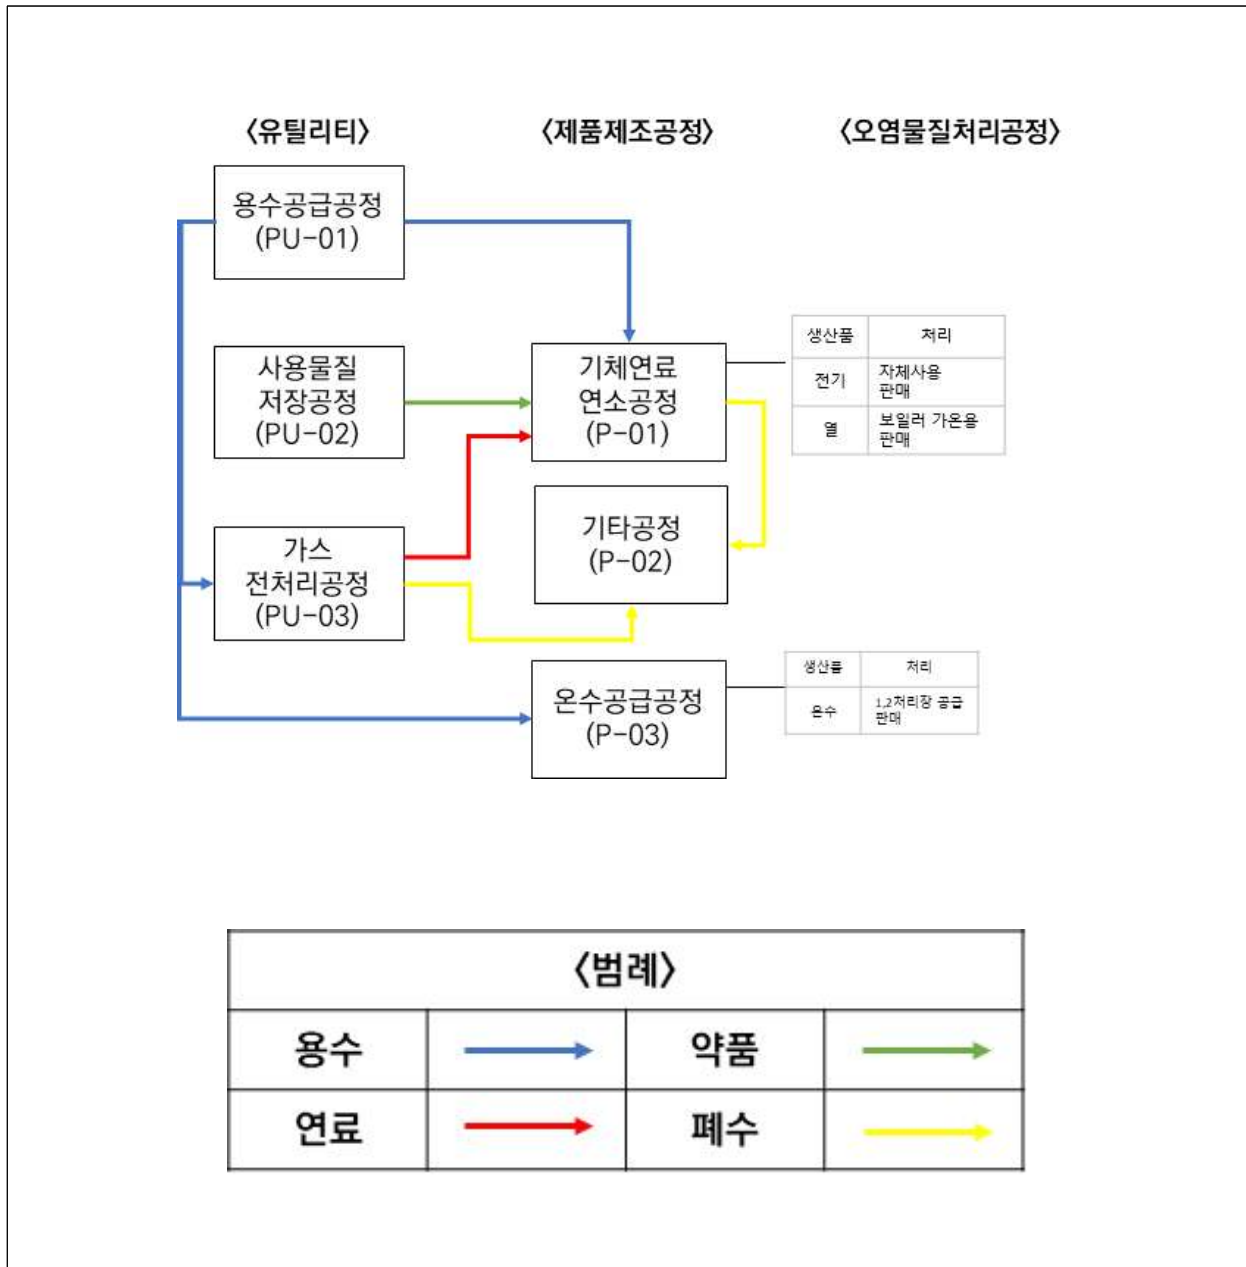 〈유틸리티〉
〈제품제조공정〉
〈오염물질처리공정〉
용수공급공정
(PU-01)
사용물질
저장공정
(PU-02)
가스
전처리공정
(PU-03)
기체연료
연소공정
(P-01)
기타공정
(P-02)
온수공급공정
(P-03)
생산품 처리
전기 자체사용
판매
열 보일러 가온용
판매
생산품 처리
온수 1,2처리장 공급
판매
〈범례〉
용수 약품
연료 폐수